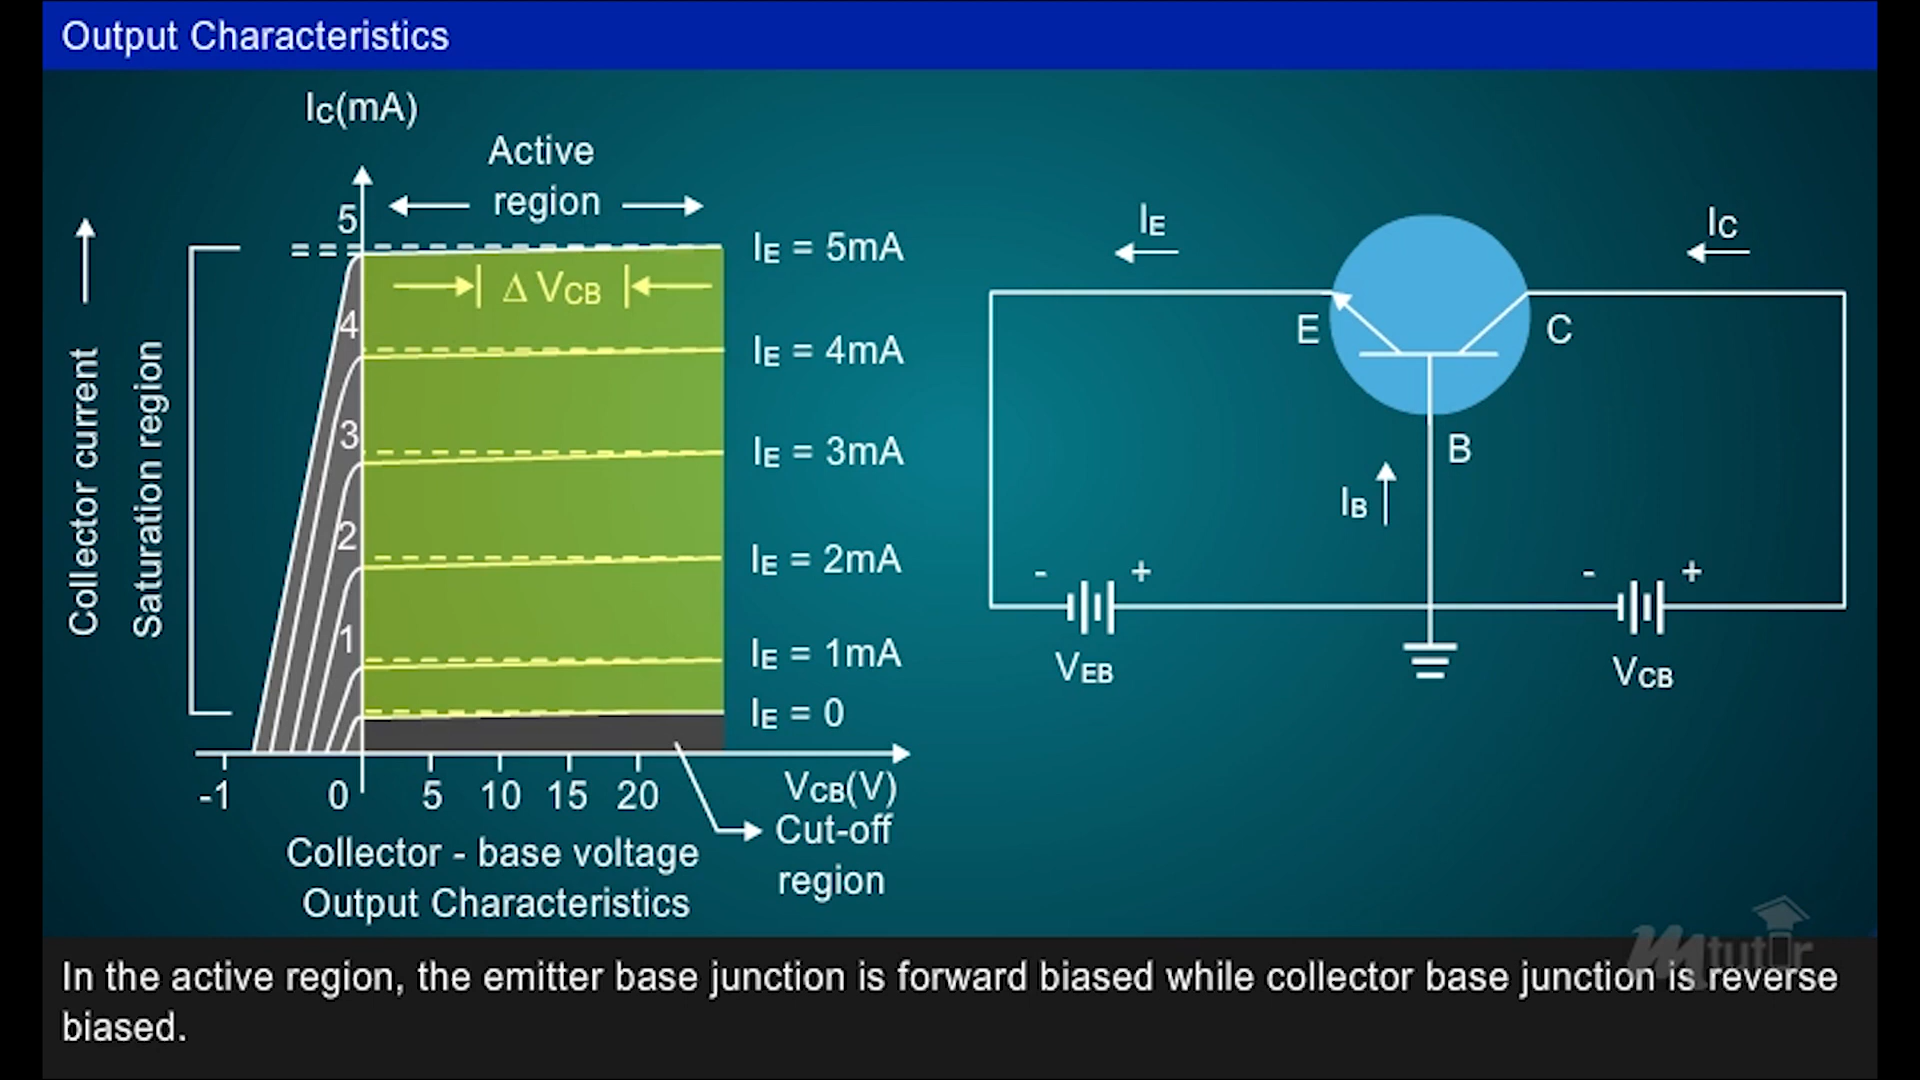 Output Characteristics
IC(mA)
Active
region
5
4
3
2
1
IE = 5mA
Δ VCB
IE = 4mA
IE = 3mA
IE = 2mA
IE = 1mA
IE = 0
Collector current
Saturation region
-1 0 5 10 15 20
VCB(V)
Cut-off
region
Collector - base voltage
Output Characteristics
IE
IC
E
C
B
IB
- +
- +
VEB
VCB
Mtutor
In the active region, the emitter base junction is forward biased while collector base junction is reverse
biased.